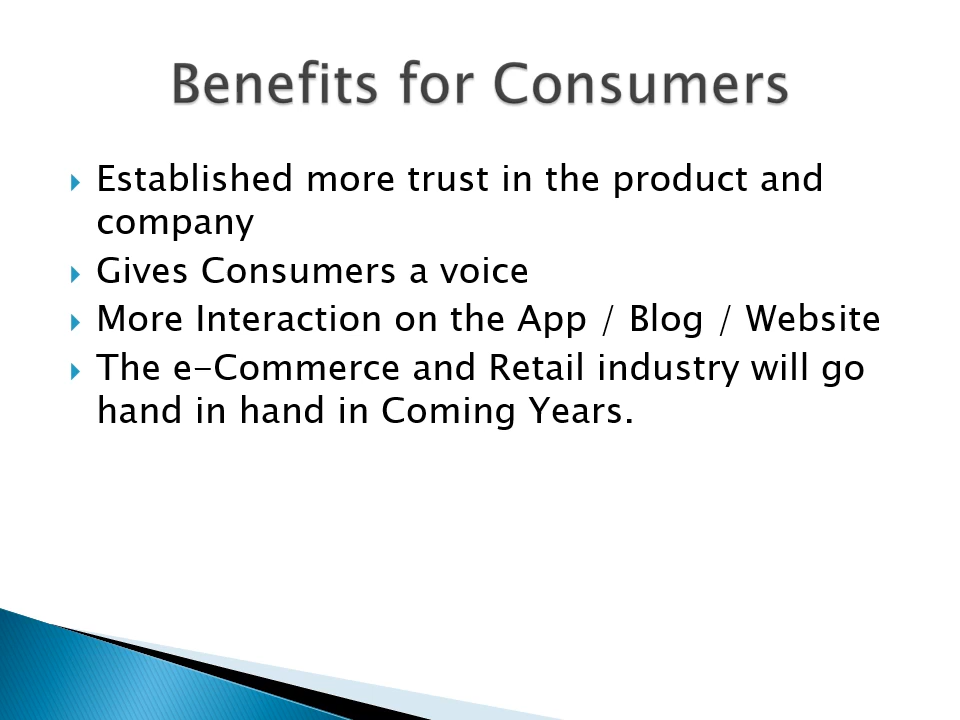 Benefits for Consumers
Established more trust in the product and
company
Gives Consumers a voice
More Interaction on the App / Blog / Website
The e-Commerce and Retail industry will go
hand in hand in Coming Years.